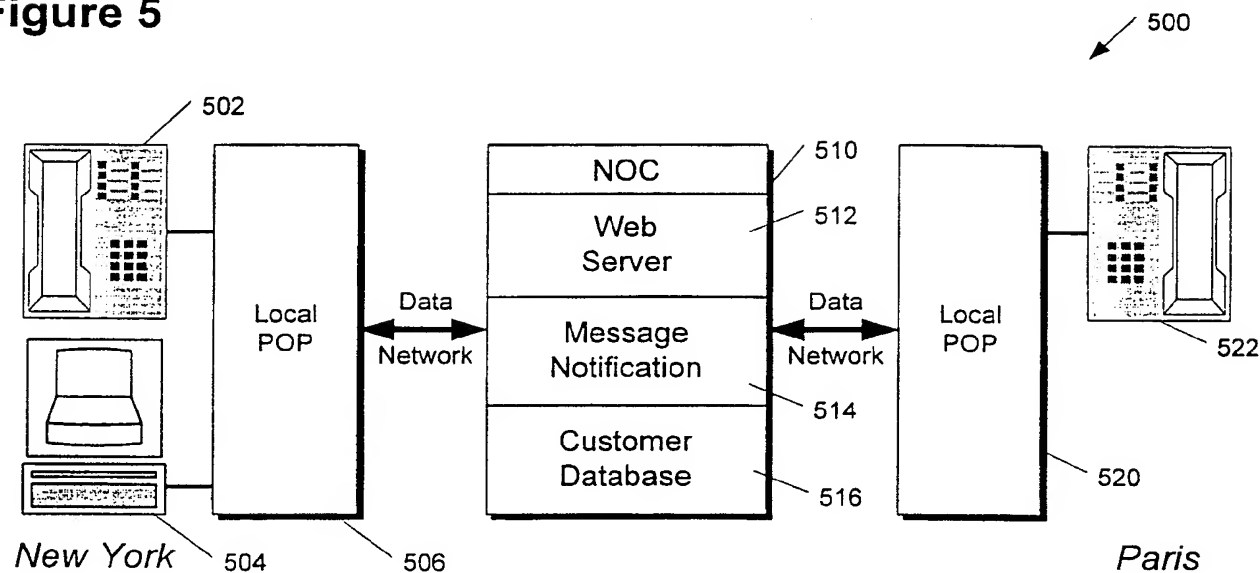 Figure 5
500
502
510
NOC
512
Web
Server
Local
POP
Data
Network
Message
Notification
514
Data
Network
Local
POP
522
Customer
Database
516
520
New York
504
506
Paris